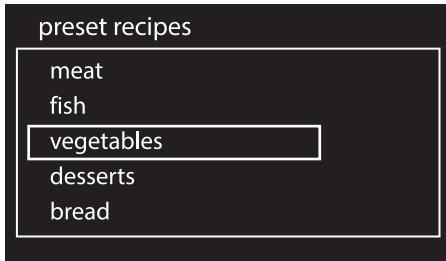 preset recipes
meat
fish
vegetables
desserts
bread